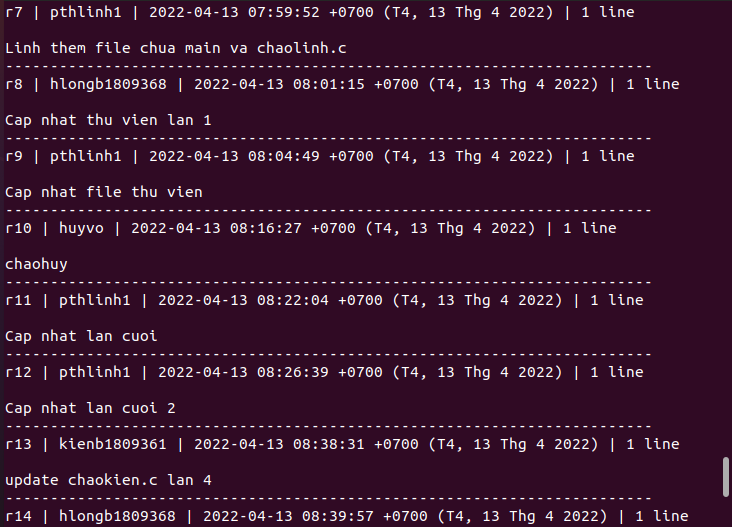 r7 | pthlinh1 | 2022-04-13 07:59:52 +0700 (T4, 13 Thg 4 2022) | 1 line
Linh them file chua main va chaolinh.c
------------------------------------------------------------------------
r8 | hlongb1809368 | 2022-04-13 08:01:15 +0700 (T4, 13 Thg 4 2022) | 1 line
Cap nhat thu vien lan 1
------------------------------------------------------------------------
r9 | pthlinh1 | 2022-04-13 08:04:49 +0700 (T4, 13 Thg 4 2022) | 1 line
Cap nhat file thu vien
------------------------------------------------------------------------
r10 | huyvo | 2022-04-13 08:16:27 +0700 (T4, 13 Thg 4 2022) | 1 line
chaohuy
------------------------------------------------------------------------
r11 | pthlinh1 | 2022-04-13 08:22:04 +0700 (T4, 13 Thg 4 2022) | 1 line
Cap nhat lan cuoi
------------------------------------------------------------------------
r12 | pthlinh1 | 2022-04-13 08:26:39 +0700 (T4, 13 Thg 4 2022) | 1 line
Cap nhat lan cuoi 2
------------------------------------------------------------------------
r13 | kienb1809361 | 2022-04-13 08:38:31 +0700 (T4, 13 Thg 4 2022) | 1 line
update chaokien.c lan 4
------------------------------------------------------------------------
r14 | hlongb1809368 | 2022-04-13 08:39:57 +0700 (T4, 13 Thg 4 2022) | 1 line